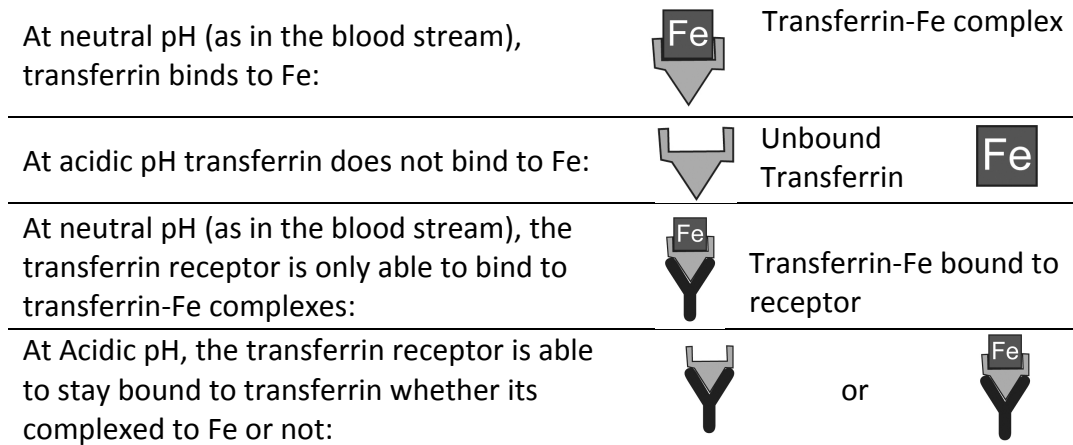 At neutral pH (as in the blood stream),
transferrin binds to Fe:
Fe
Transferrin-Fe complex
At acidic pH transferrin does not bind to Fe:
Unbound
Transferrin
Fe
At neutral pH (as in the blood stream), the
transferrin receptor is only able to bind to
transferrin-Fe complexes:
Fe
Transferrin-Fe bound to
receptor
At Acidic pH, the transferrin receptor is able
to stay bound to transferrin whether its
complexed to Fe or not:
or
Fe